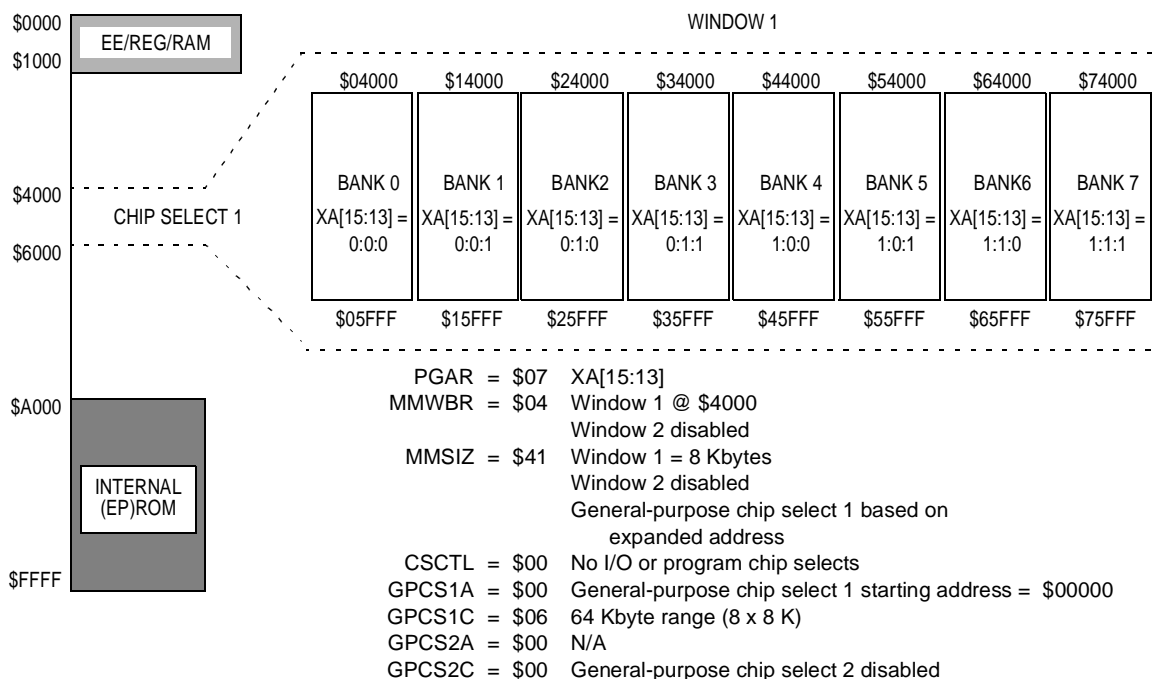 $0000
EE/REG/RAM
$1000
$4000
CHIP SELECT 1
$6000
$A000
INTERNAL
(EP)ROM
$FFFF
WINDOW 1
$04000 $14000 $24000 $34000 $44000 $54000 $64000 $74000
BANK 0 BANK 1 BANK2 BANK 3 BANK 4 BANK 5 BANK6 BANK 7
XA[15:13] = XA[15:13] = XA[15:13] = XA[15:13] = XA[15:13] = XA[15:13] = XA[15:13] = XA[15:13] =
0:0:0 0:0:1 0:1:0 0:1:1 1:0:0 1:0:1 1:1:0 1:1:1
$05FFF $15FFF $25FFF $35FFF $45FFF $55FFF $65FFF $75FFF
PGAR = $07 XA[15:13]
MMWBR = $04 Window 1 @ $4000
Window 2 disabled
MMSIZ = $41 Window 1 = 8 Kbytes
Window 2 disabled
General-purpose chip select 1 based on
expanded address
CSCTL = $00 No I/O or program chip selects
GPCS1A = $00 General-purpose chip select 1 starting address = $00000
GPCS1C = $06 64 Kbyte range (8 x 8 K)
GPCS2A = $00 N/A
GPCS2C = $00 General-purpose chip select 2 disabled